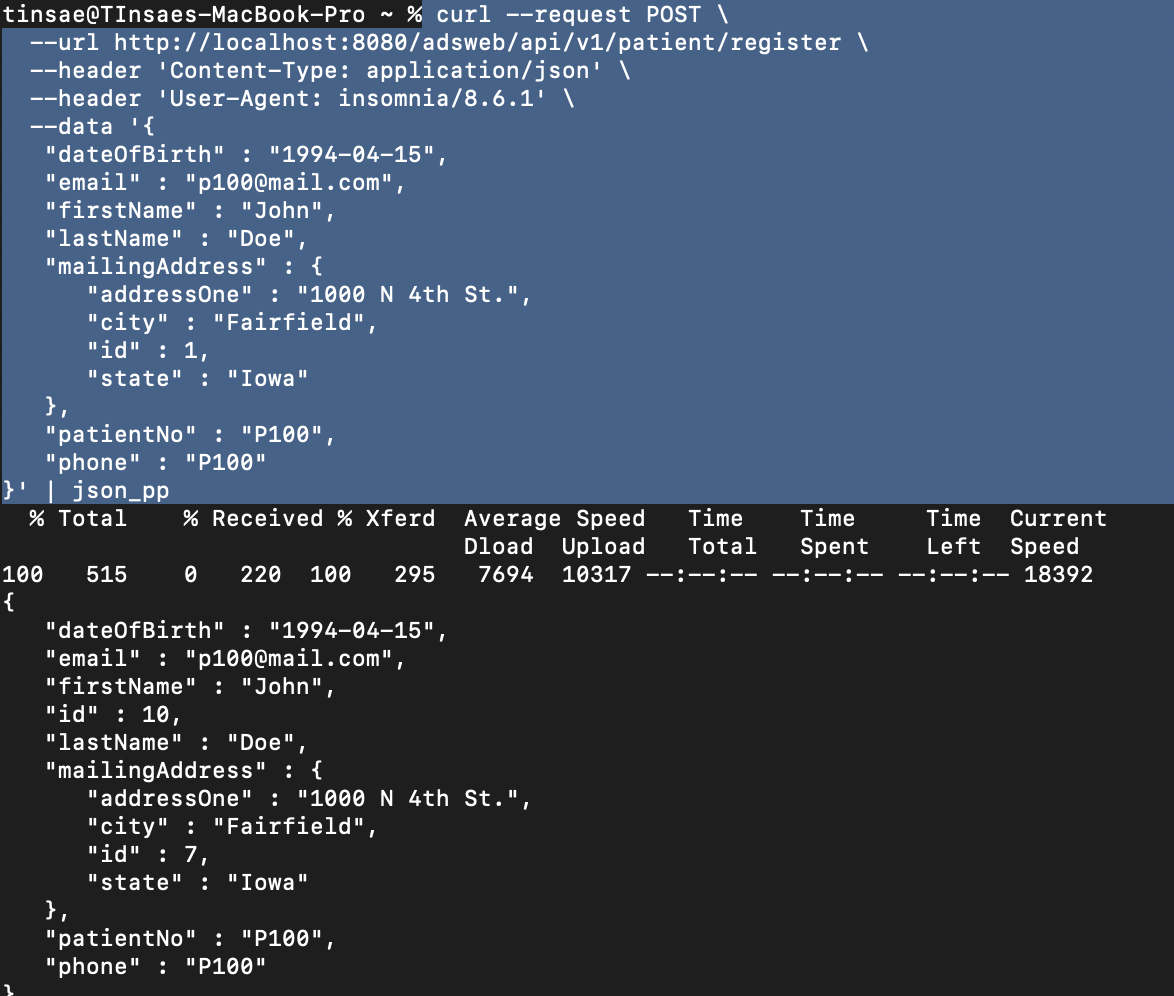 tinsae@TInsaes-MacBook-Pro ~ % curl --request POST \
  --url http://localhost:8080/adsweb/api/v1/patient/register \
  --header 'Content-Type: application/json' \
  --header 'User-Agent: insomnia/8.6.1' \
  --data '{
   "dateOfBirth" : "1994-04-15",
   "email" : "p100@mail.com",
   "firstName" : "John",
   "lastName" : "Doe",
   "mailingAddress" : {
      "addressOne" : "1000 N 4th St.",
      "city" : "Fairfield",
      "id" : 1,
      "state" : "Iowa"
   },
   "patientNo" : "P100",
   "phone" : "P100"
}' | json_pp
  % Total    % Received % Xferd  Average Speed   Time    Time     Time  Current
                                 Dload  Upload   Total   Spent    Left  Speed
100   515    0   220  100   295   7694  10317 --:--:-- --:--:-- --:--:-- 18392
{
   "dateOfBirth" : "1994-04-15",
   "email" : "p100@mail.com",
   "firstName" : "John",
   "id" : 10,
   "lastName" : "Doe",
   "mailingAddress" : {
      "addressOne" : "1000 N 4th St.",
      "city" : "Fairfield",
      "id" : 7,
      "state" : "Iowa"
   },
   "patientNo" : "P100",
   "phone" : "P100"
}